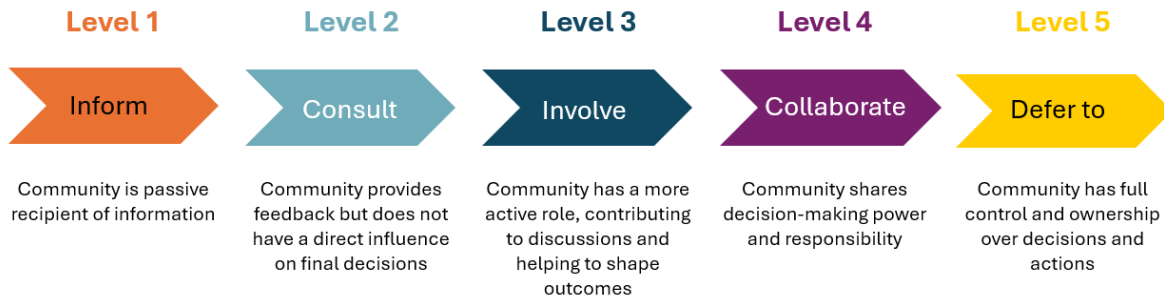 Level 1
Level 2
Level 3
Level 4
Level 5
Inform
Consult
Involve
Collaborate
Defer to
Community is passive
recipient of information
Community provides
feedback but does not
have a direct influence
on final decisions
Community has a more
active role, contributing
to discussions and
helping to shape
outcomes
Community shares
decision-making power
and responsibility
Community has full
control and ownership
over decisions and
actions